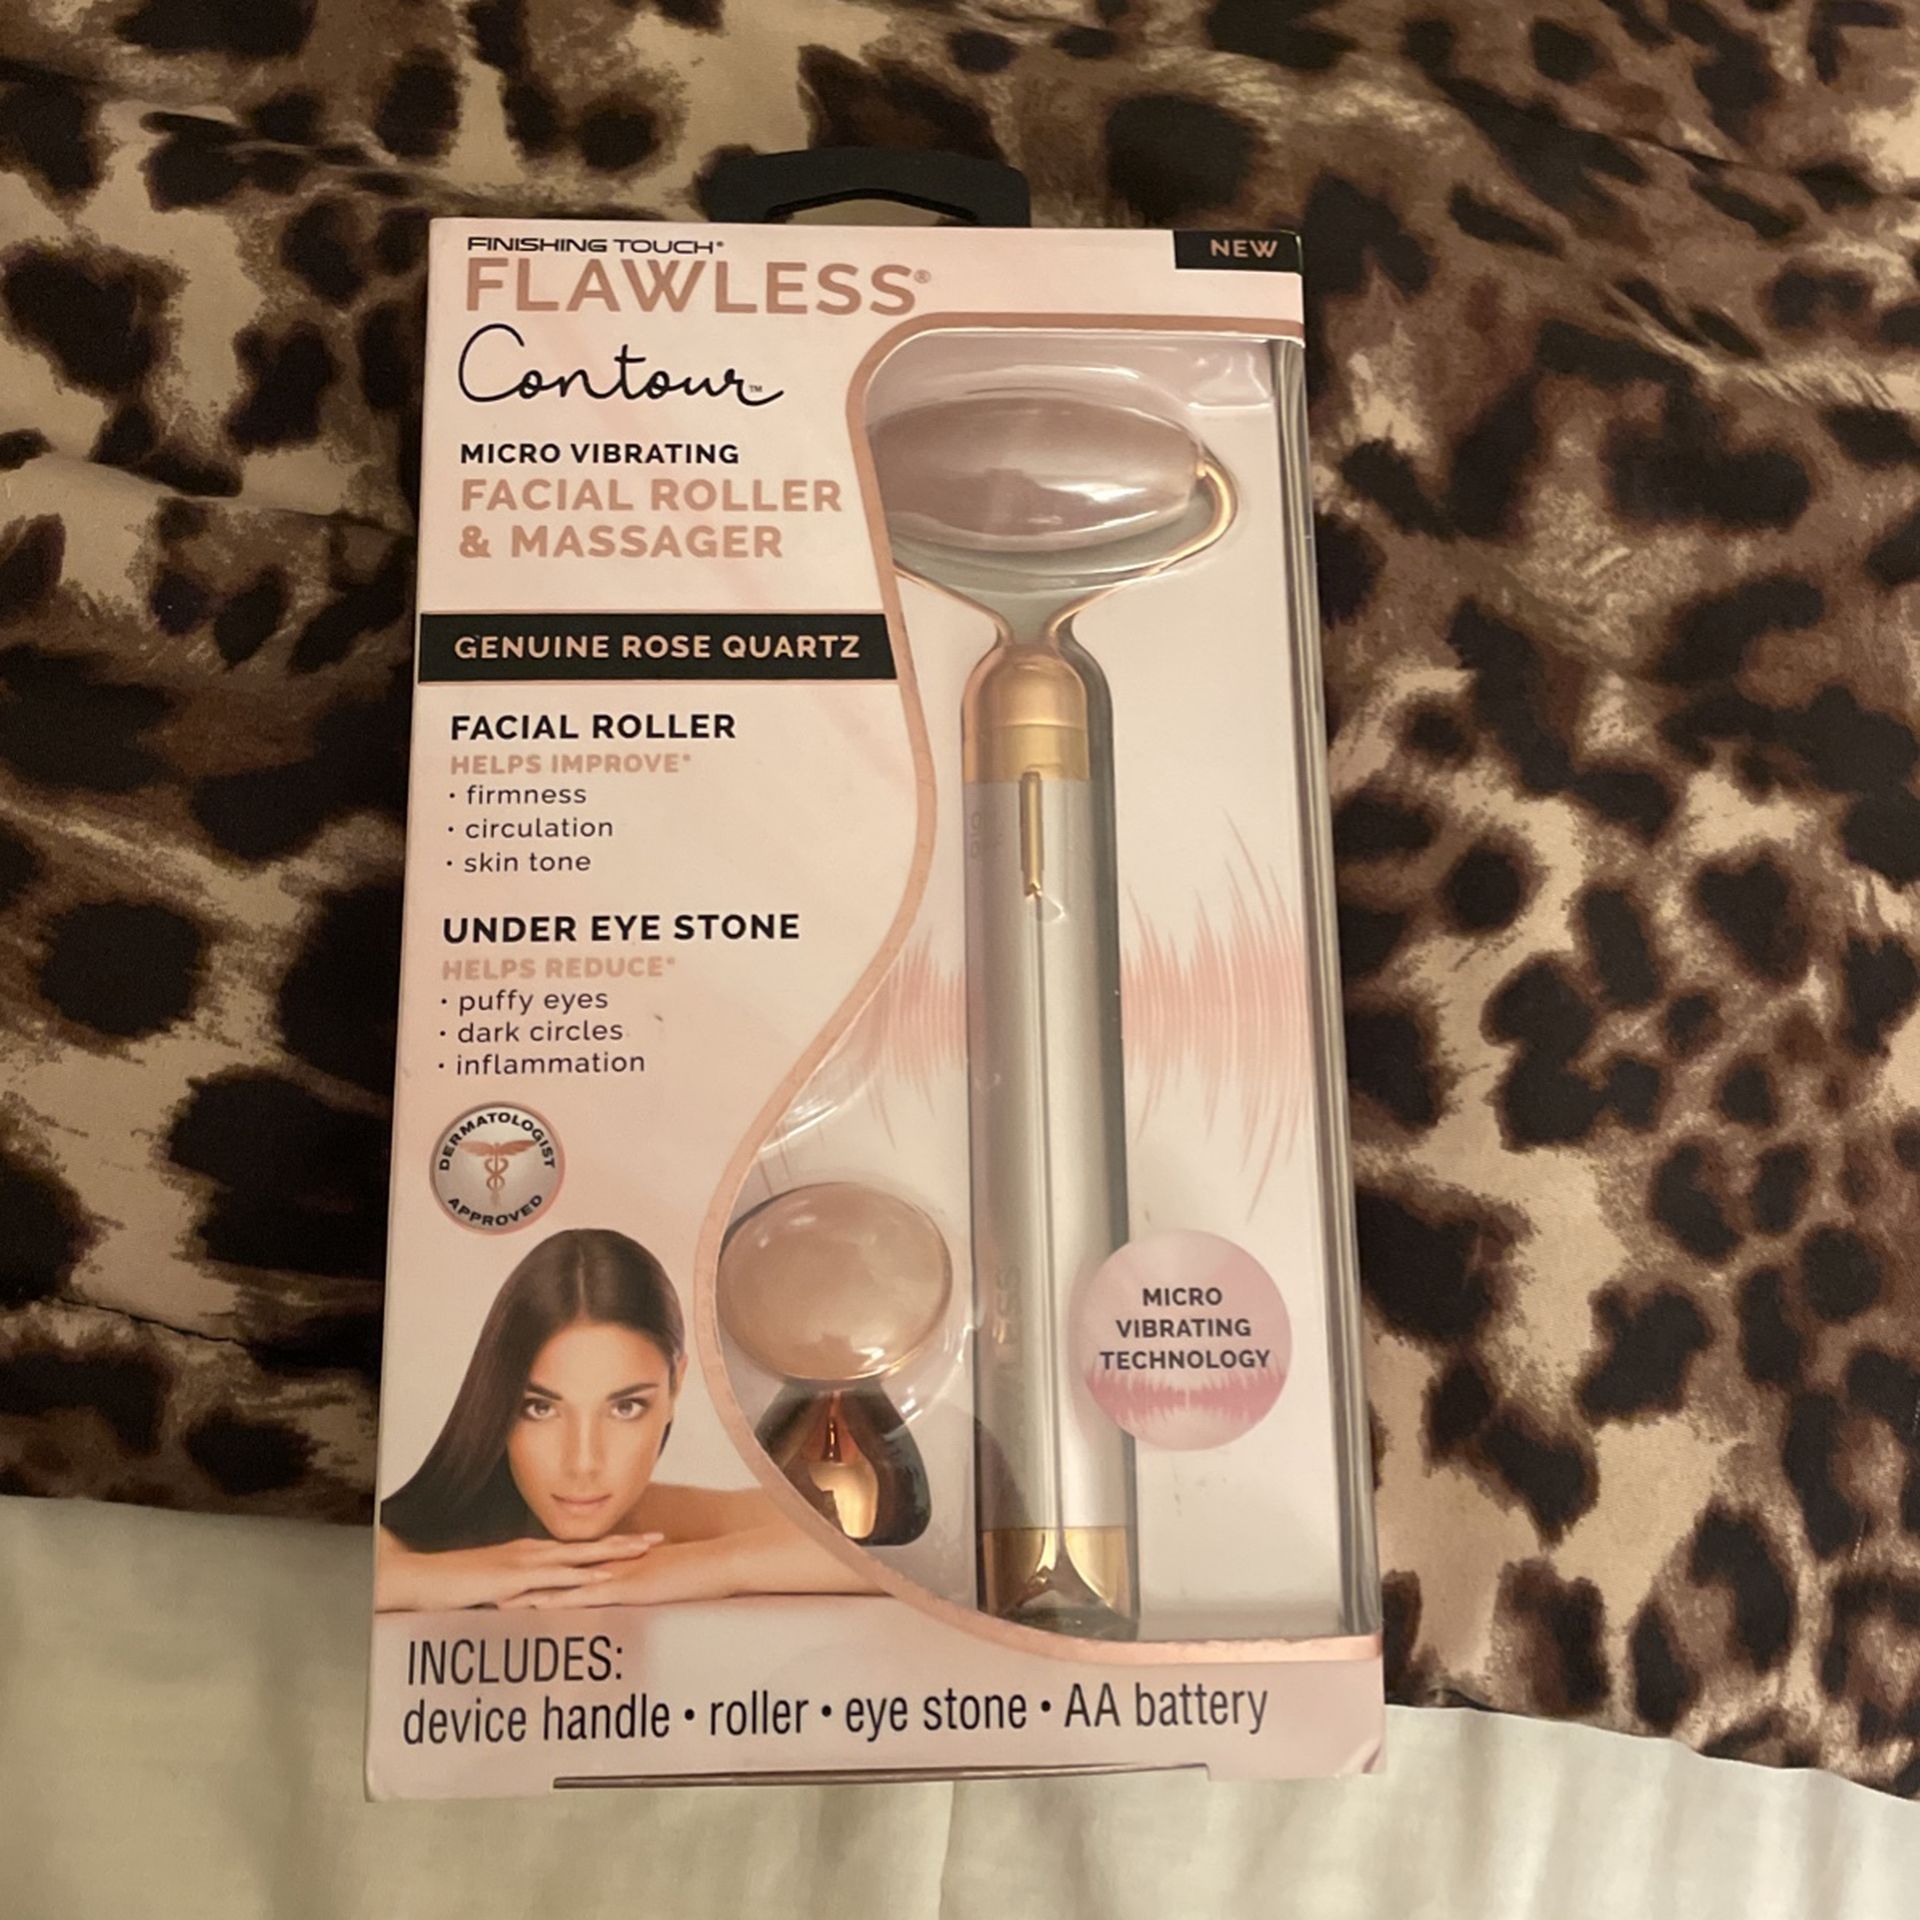 FINISHING TOUCH®
NEW
FLAWLESS®
Contour™
MICRO VIBRATING
FACIAL ROLLER
& MASSAGER
GENUINE ROSE QUARTZ
FACIAL ROLLER
HELPS IMPROVE*
• firmness
• circulation
• skin tone
UNDER EYE STONE
HELPS REDUCE*
• puffy eyes
• dark circles
• inflammation
DERMATOLOGIST
APPROVED
MICRO
VIBRATING
TECHNOLOGY
INCLUDES:
device handle • roller • eye stone • AA battery